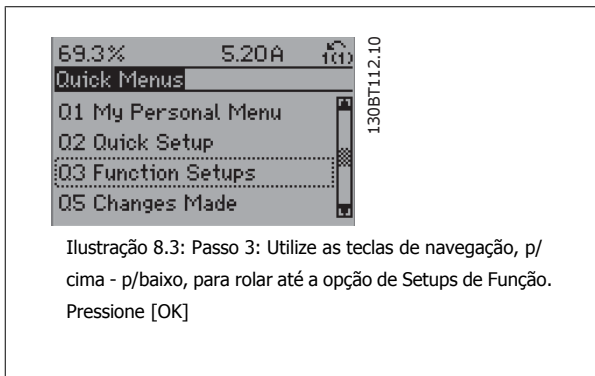 69.3% 5.20A 1(1)
Quick Menus
Q1 My Personal Menu
Q2 Quick Setup
Q3 Function Setups
Q5 Changes Made
130BT112.10
Ilustração 8.3: Passo 3: Utilize as teclas de navegação, p/
cima - p/baixo, para rolar até a opção de Setups de Função.
Pressione [OK]